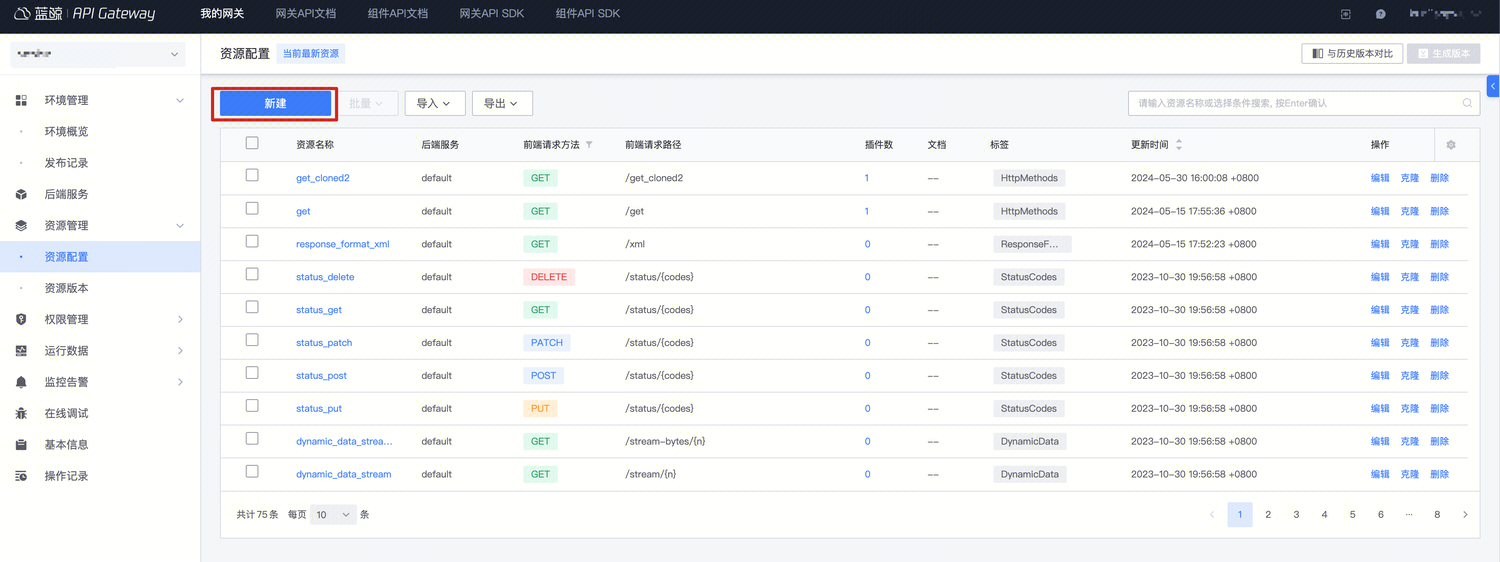 蓝鲸 | API Gateway 我的网关 网关API文档 组件API文档 网关API SDK 组件API SDK
资源配置 当前最新资源 与历史版本对比 生成版本
环境管理
环境概览
发布记录
后端服务
资源管理
资源配置
资源版本
权限管理
运行数据
监控告警
在线调试
基本信息
操作记录
新建 批量 导入 导出 请输入资源名称或选择条件搜索, 按Enter确认
资源名称 后端服务 前端请求方法 前端请求路径 插件数 文档 标签 更新时间 操作
get_cloned2 default GET /get_cloned2 1 -- HttpMethods 2024-05-30 16:00:08 +0800 编辑 克隆 删除
get default GET /get 1 -- HttpMethods 2024-05-15 17:55:36 +0800 编辑 克隆 删除
response_format_xml default GET /xml 0 -- ResponseF... 2024-05-15 17:52:23 +0800 编辑 克隆 删除
status_delete default DELETE /status/{codes} 0 -- StatusCodes 2023-10-30 19:56:58 +0800 编辑 克隆 删除
status_get default GET /status/{codes} 0 -- StatusCodes 2023-10-30 19:56:58 +0800 编辑 克隆 删除
status_patch default PATCH /status/{codes} 0 -- StatusCodes 2023-10-30 19:56:58 +0800 编辑 克隆 删除
status_post default POST /status/{codes} 0 -- StatusCodes 2023-10-30 19:56:58 +0800 编辑 克隆 删除
status_put default PUT /status/{codes} 0 -- StatusCodes 2023-10-30 19:56:58 +0800 编辑 克隆 删除
dynamic_data_strea... default GET /stream-bytes/{n} 0 -- DynamicData 2023-10-30 19:56:58 +0800 编辑 克隆 删除
dynamic_data_stream default GET /stream/{n} 0 -- DynamicData 2023-10-30 19:56:58 +0800 编辑 克隆 删除
共计 75 条 每页 10 条 1 2 3 4 5 6 ... 8